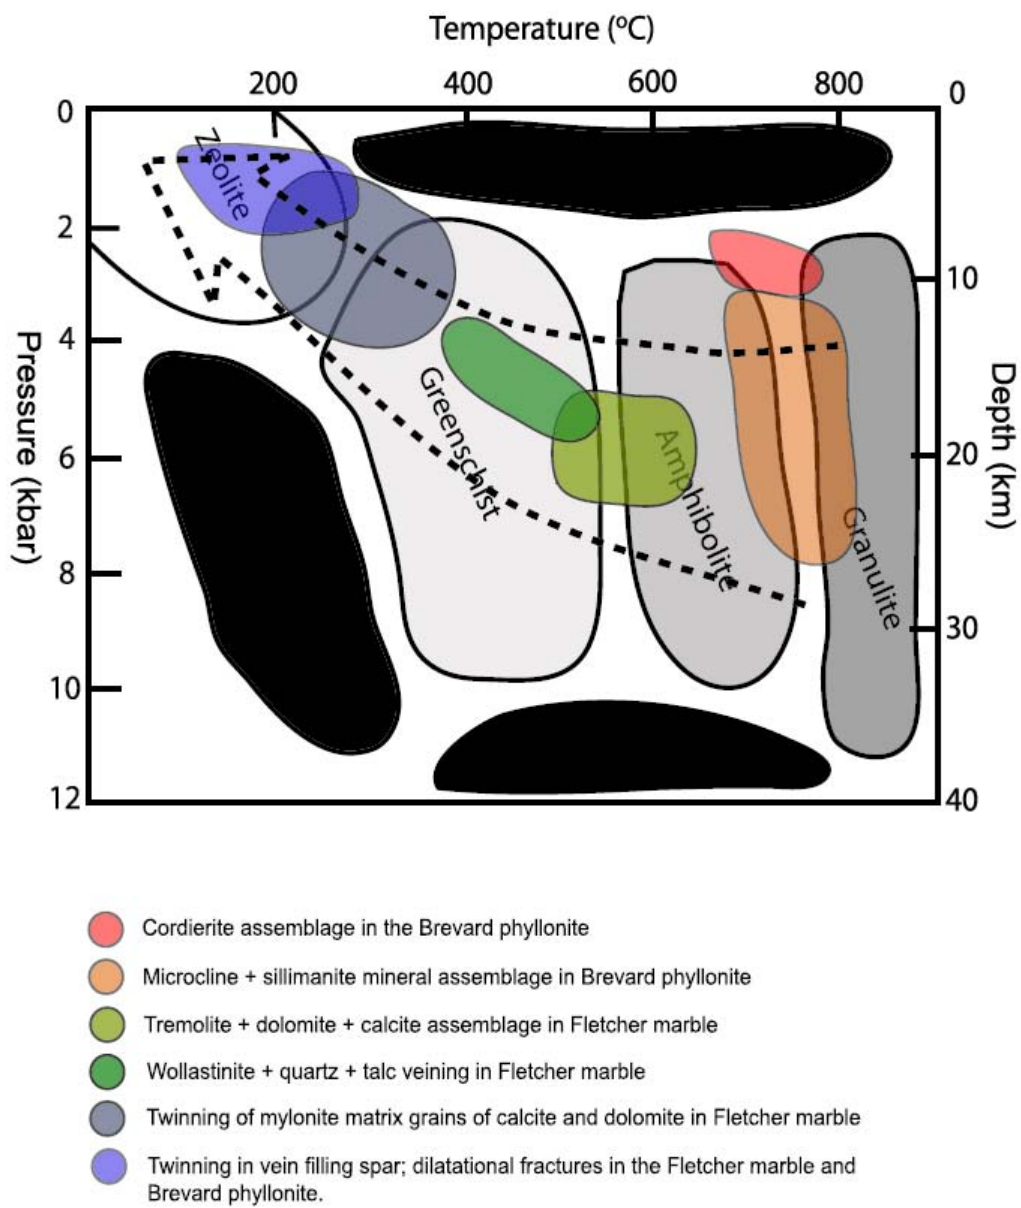 Temperature (ºC)
200 400 600 800 0
0
2
4
6
8
10
12
Pressure (kbar)
10
20
30
40
Depth (km)
Zeolite
Greenschist
Amphibolite
Granulite
Cordierite assemblage in the Brevard phyllonite
Microcline + sillimanite mineral assemblage in Brevard phyllonite
Tremolite + dolomite + calcite assemblage in Fletcher marble
Wollastinite + quartz + talc veining in Fletcher marble
Twinning of mylonite matrix grains of calcite and dolomite in Fletcher marble
Twinning in vein filling spar; dilatational fractures in the Fletcher marble and
Brevard phyllonite.